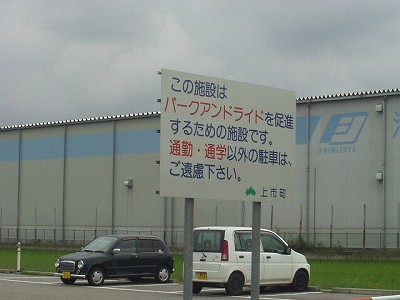 この施設は
パークアンドライドを促進
するための施設です。
通勤・通学以外の駐車は、
ご遠慮下さい。
上市町
SHIMIZUYA